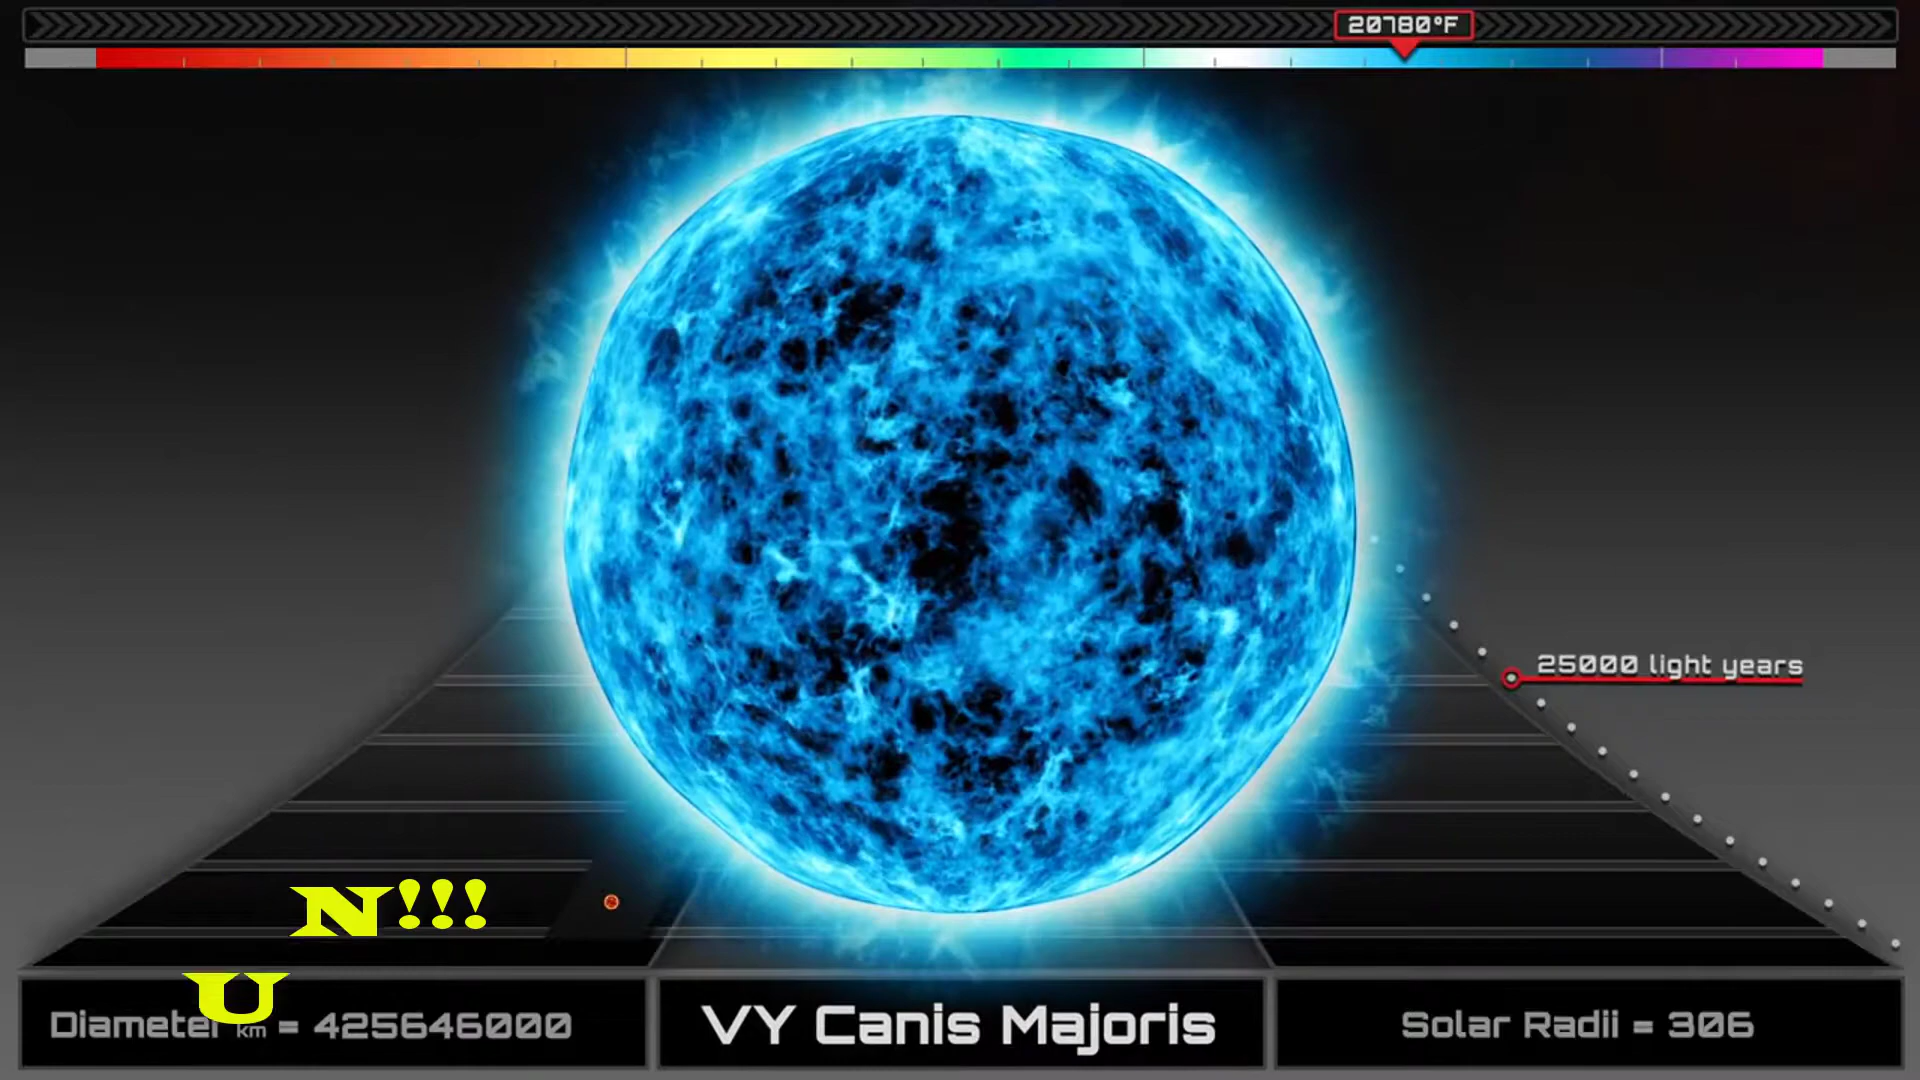 20780°F
25000 light years
N!!!
U
Diameter km = 425646000
VY Canis Majoris
Solar Radii = 306